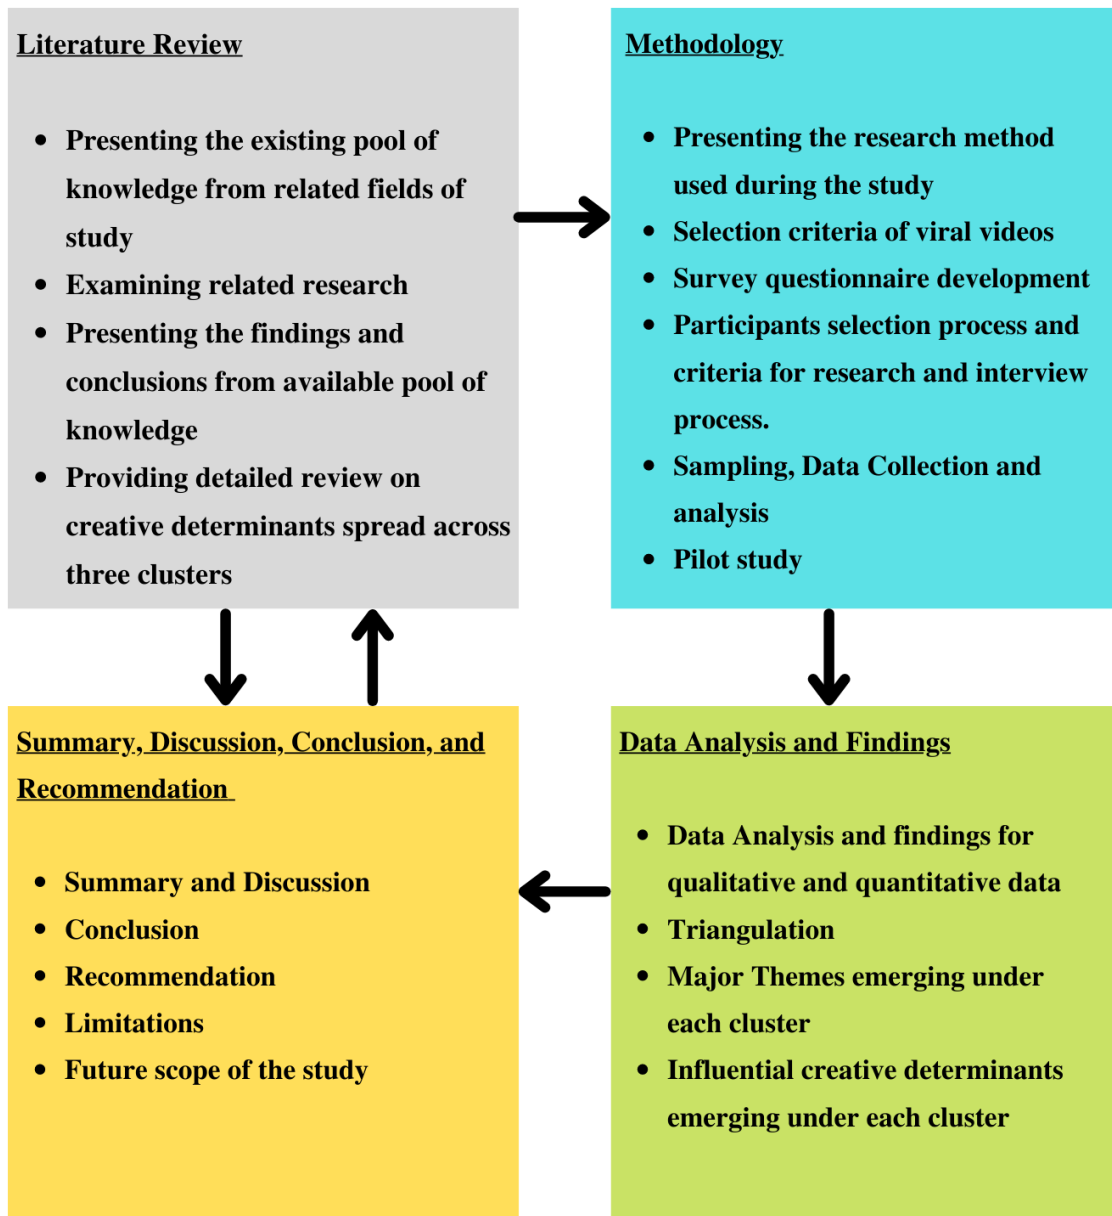 Literature Review
• Presenting the existing pool of
knowledge from related fields of
study
• Examining related research
• Presenting the findings and
conclusions from available pool of
knowledge
• Providing detailed review on
creative determinants spread across
three clusters
Methodology
• Presenting the research method
used during the study
• Selection criteria of viral videos
• Survey questionnaire development
• Participants selection process and
criteria for research and interview
process.
• Sampling, Data Collection and
analysis
• Pilot study
Summary, Discussion, Conclusion, and
Recommendation
• Summary and Discussion
• Conclusion
• Recommendation
• Limitations
• Future scope of the study
Data Analysis and Findings
• Data Analysis and findings for
qualitative and quantitative data
• Triangulation
• Major Themes emerging under
each cluster
• Influential creative determinants
emerging under each cluster